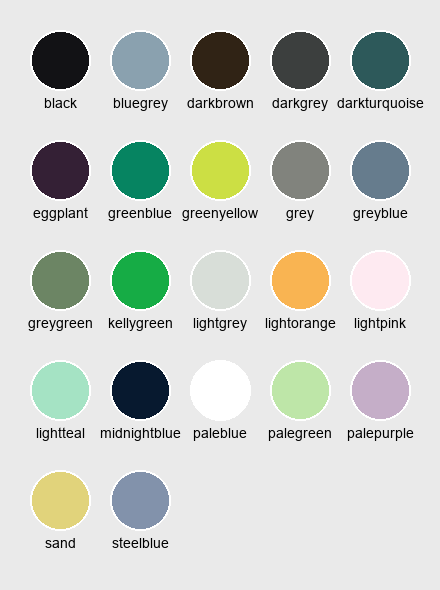 black bluegrey darkbrown darkgrey darkturquoise
eggplant greenblue greenyellow grey greyblue
greygreen kellygreen lightgrey lightorange lightpink
lightteal midnightblue paleblue palegreen palepurple
sand steelblue